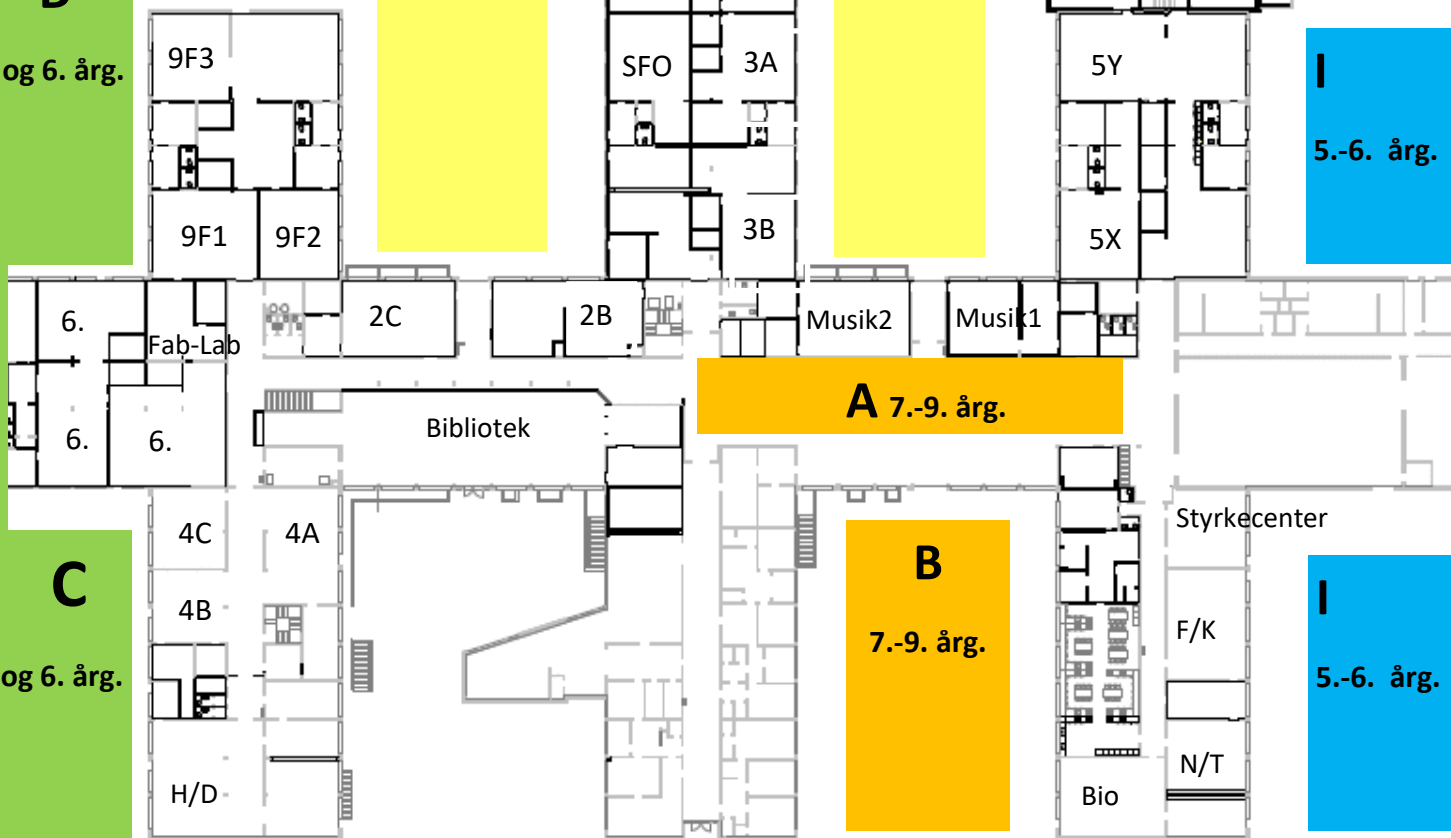 og 6. årg.
9F3
SFO
3A
5Y
I
5.-6. årg.
9F1
9F2
3B
5X
2C
2B
Musik2
Musik1
6.
Fab-Lab
A 7.-9. årg.
6.
6.
Bibliotek
4C
4A
Styrkecenter
C
B
I
4B
F/K
7.-9. årg.
og 6. årg.
5.-6. årg.
N/T
H/D
Bio